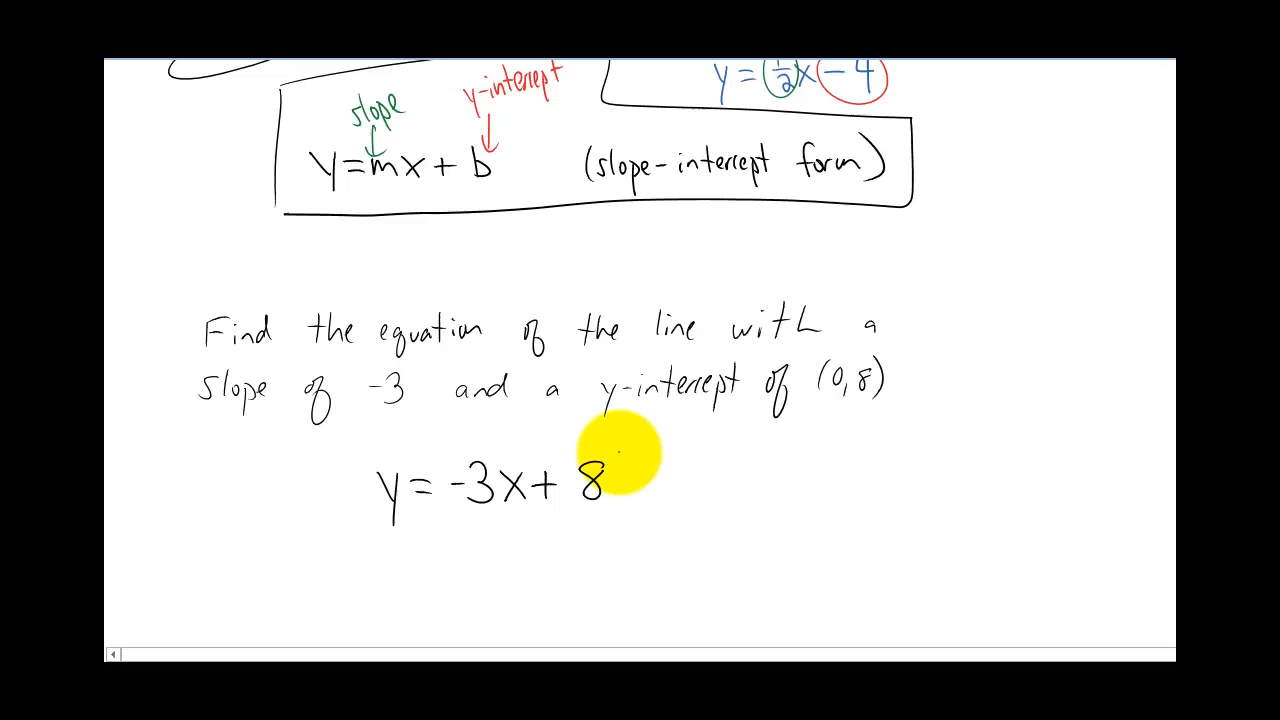 y = 1/2 x - 4
slope y-intercept
y = mx + b (slope-intercept form)
Find the equation of the line with a
slope of -3 and a y-intercept of (0, 8)
y = -3x + 8